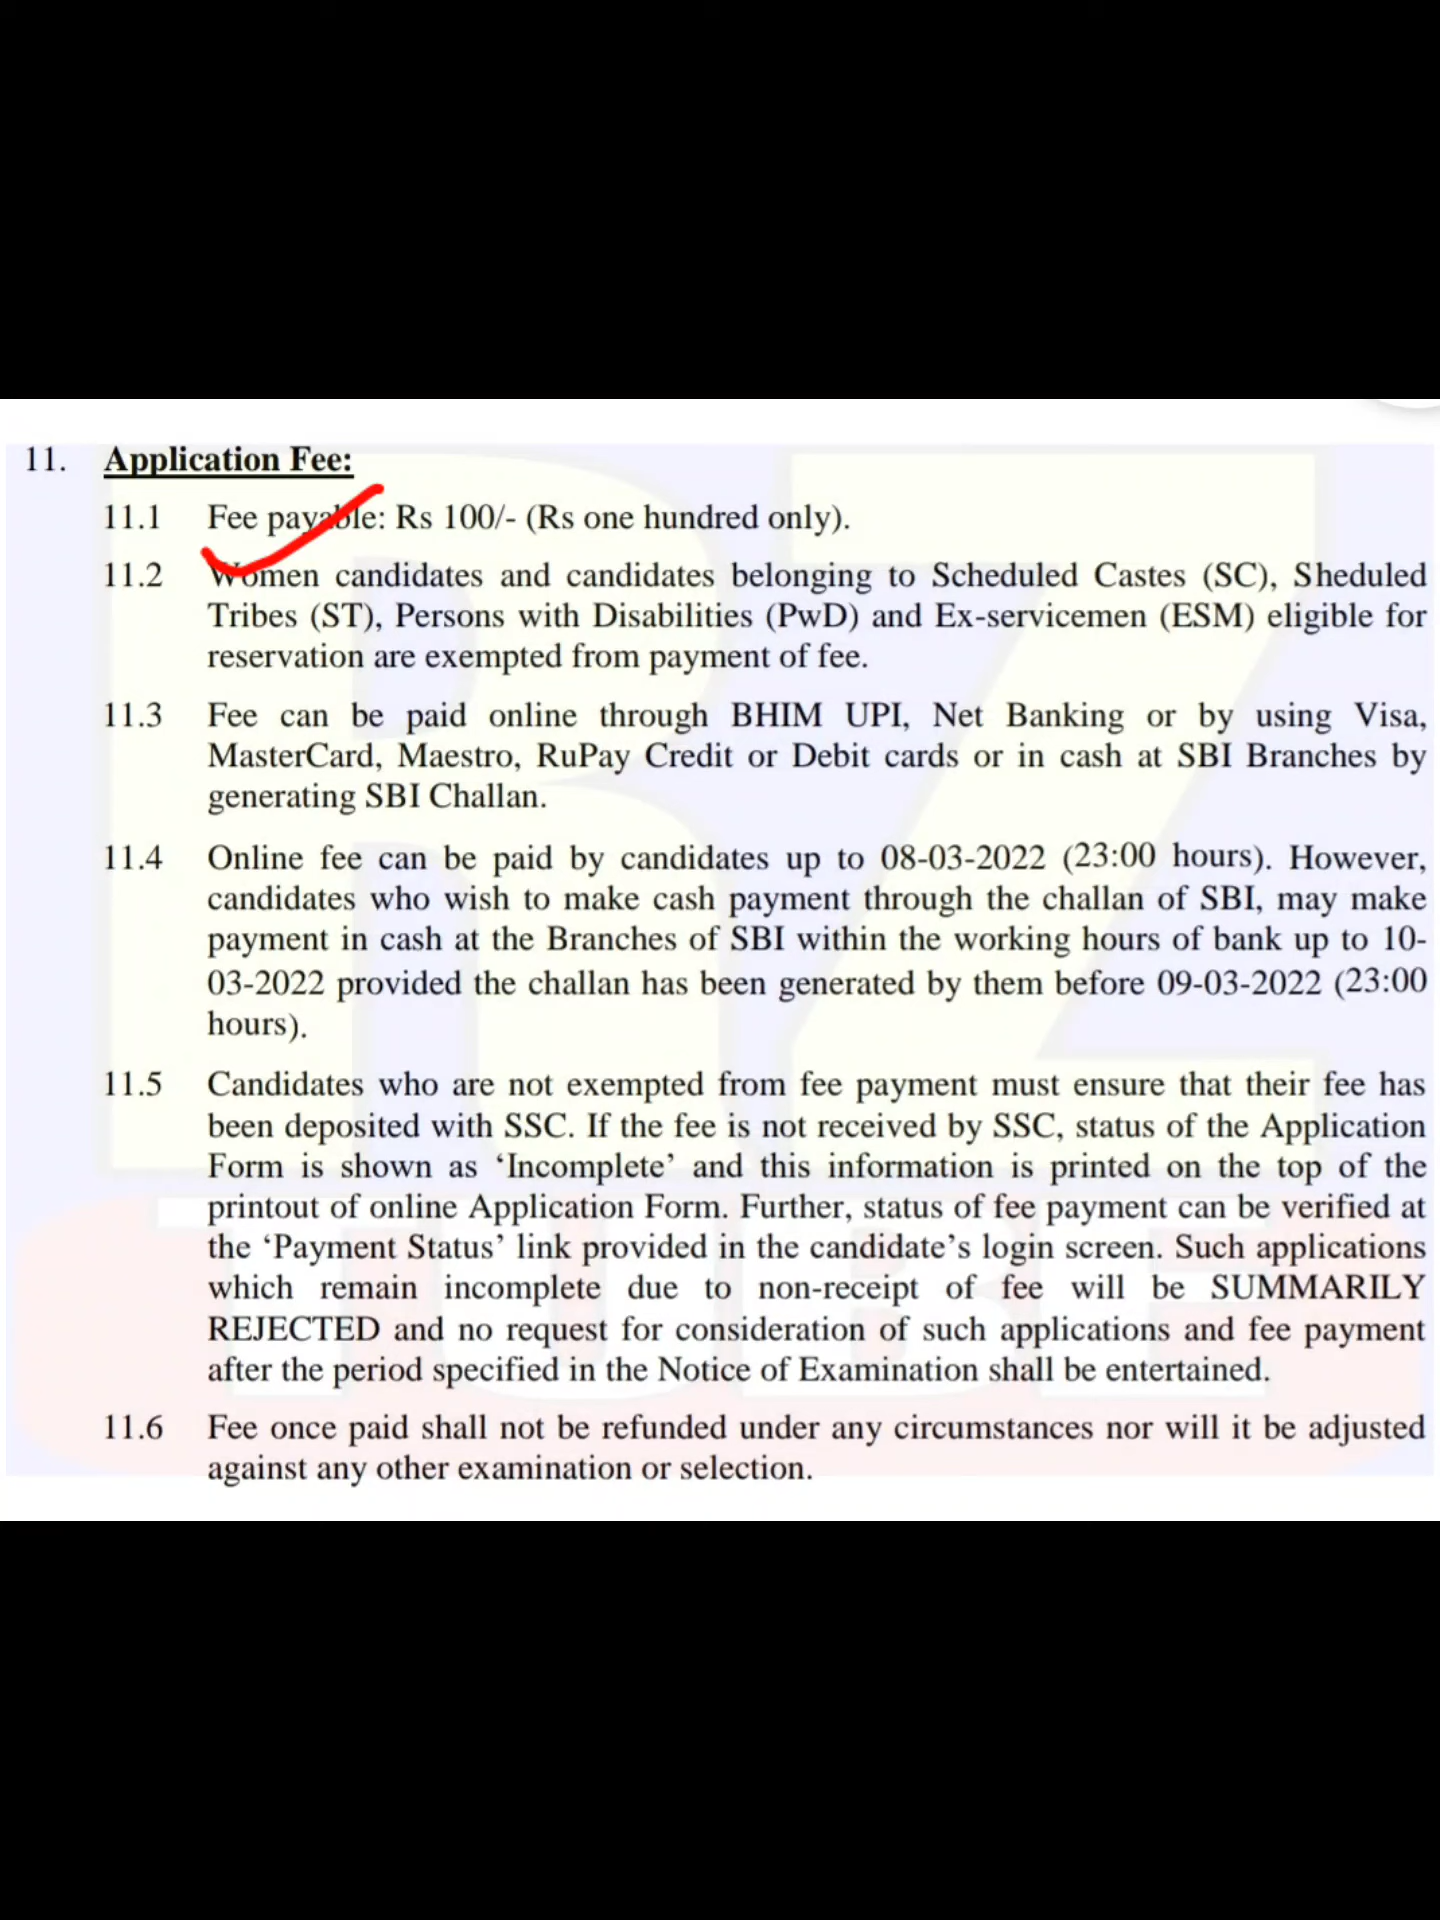 11. Application Fee:
11.1 Fee payable: Rs 100/- (Rs one hundred only).
11.2 Women candidates and candidates belonging to Scheduled Castes (SC), Sheduled
Tribes (ST), Persons with Disabilities (PwD) and Ex-servicemen (ESM) eligible for
reservation are exempted from payment of fee.
11.3 Fee can be paid online through BHIM UPI, Net Banking or by using Visa,
MasterCard, Maestro, RuPay Credit or Debit cards or in cash at SBI Branches by
generating SBI Challan.
11.4 Online fee can be paid by candidates up to 08-03-2022 (23:00 hours). However,
candidates who wish to make cash payment through the challan of SBI, may make
payment in cash at the Branches of SBI within the working hours of bank up to 10-
03-2022 provided the challan has been generated by them before 09-03-2022 (23:00
hours).
11.5 Candidates who are not exempted from fee payment must ensure that their fee has
been deposited with SSC. If the fee is not received by SSC, status of the Application
Form is shown as ‘Incomplete’ and this information is printed on the top of the
printout of online Application Form. Further, status of fee payment can be verified at
the ‘Payment Status’ link provided in the candidate’s login screen. Such applications
which remain incomplete due to non-receipt of fee will be SUMMARILY
REJECTED and no request for consideration of such applications and fee payment
after the period specified in the Notice of Examination shall be entertained.
11.6 Fee once paid shall not be refunded under any circumstances nor will it be adjusted
against any other examination or selection.
RZ
TUBE